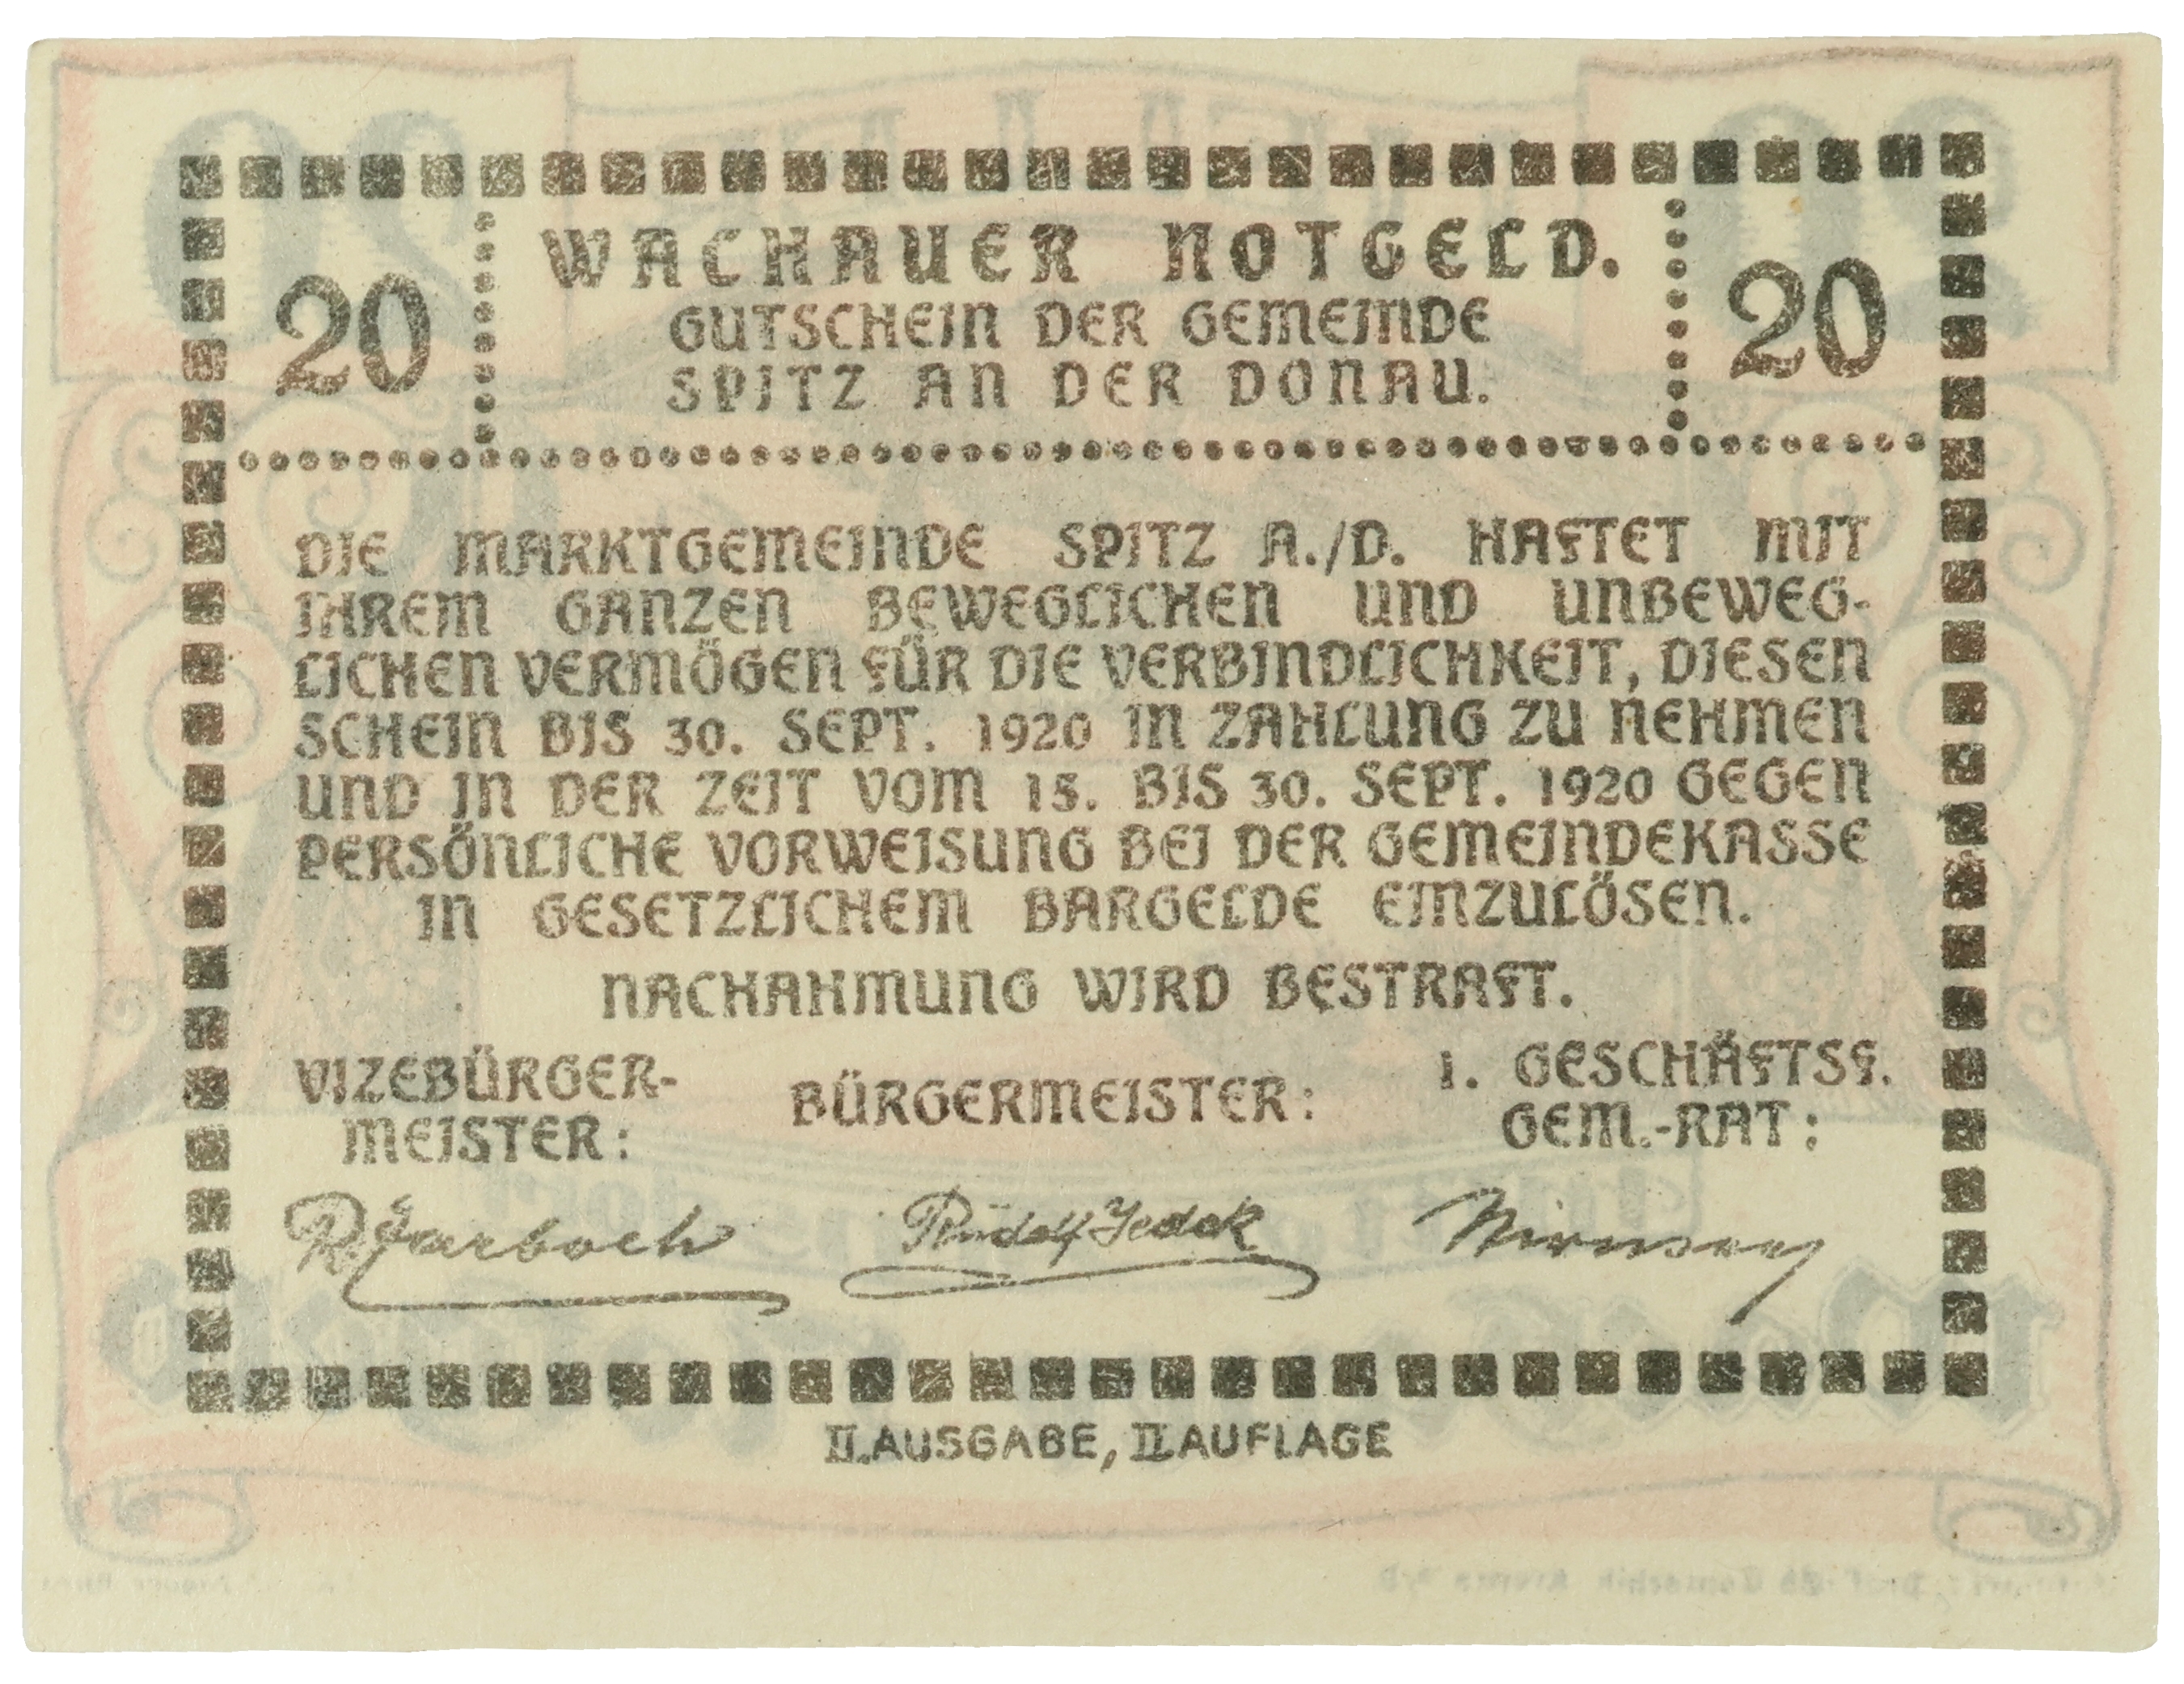 20 WACHAUER NOTGELD. 20
GUTSCHEIN DER GEMEINDE
SPITZ AN DER DONAU.
DIE MARKTGEMEINDE SPITZ A./D. HAFTET MIT
IHREM GANZEN BEWEGLICHEN UND UNBEWEG-
LICHEN VERMÖGEN FÜR DIE VERBINDLICHKEIT, DIESEN
SCHEIN BIS 30. SEPT. 1920 IN ZAHLUNG ZU NEHMEN
UND IN DER ZEIT VOM 15. BIS 30. SEPT. 1920 GEGEN
PERSÖNLICHE VORWEISUNG BEI DER GEMEINDEKASSE
IN GESETZLICHEM BARGELDE EINZULÖSEN.
NACHAHMUNG WIRD BESTRAFT.
VIZEBÜRGER-
MEISTER:
BÜRGERMEISTER:
1. GESCHÄFTSF.
GEM.-RAT:
Rudolf
II. AUSGABE, II AUFLAGE